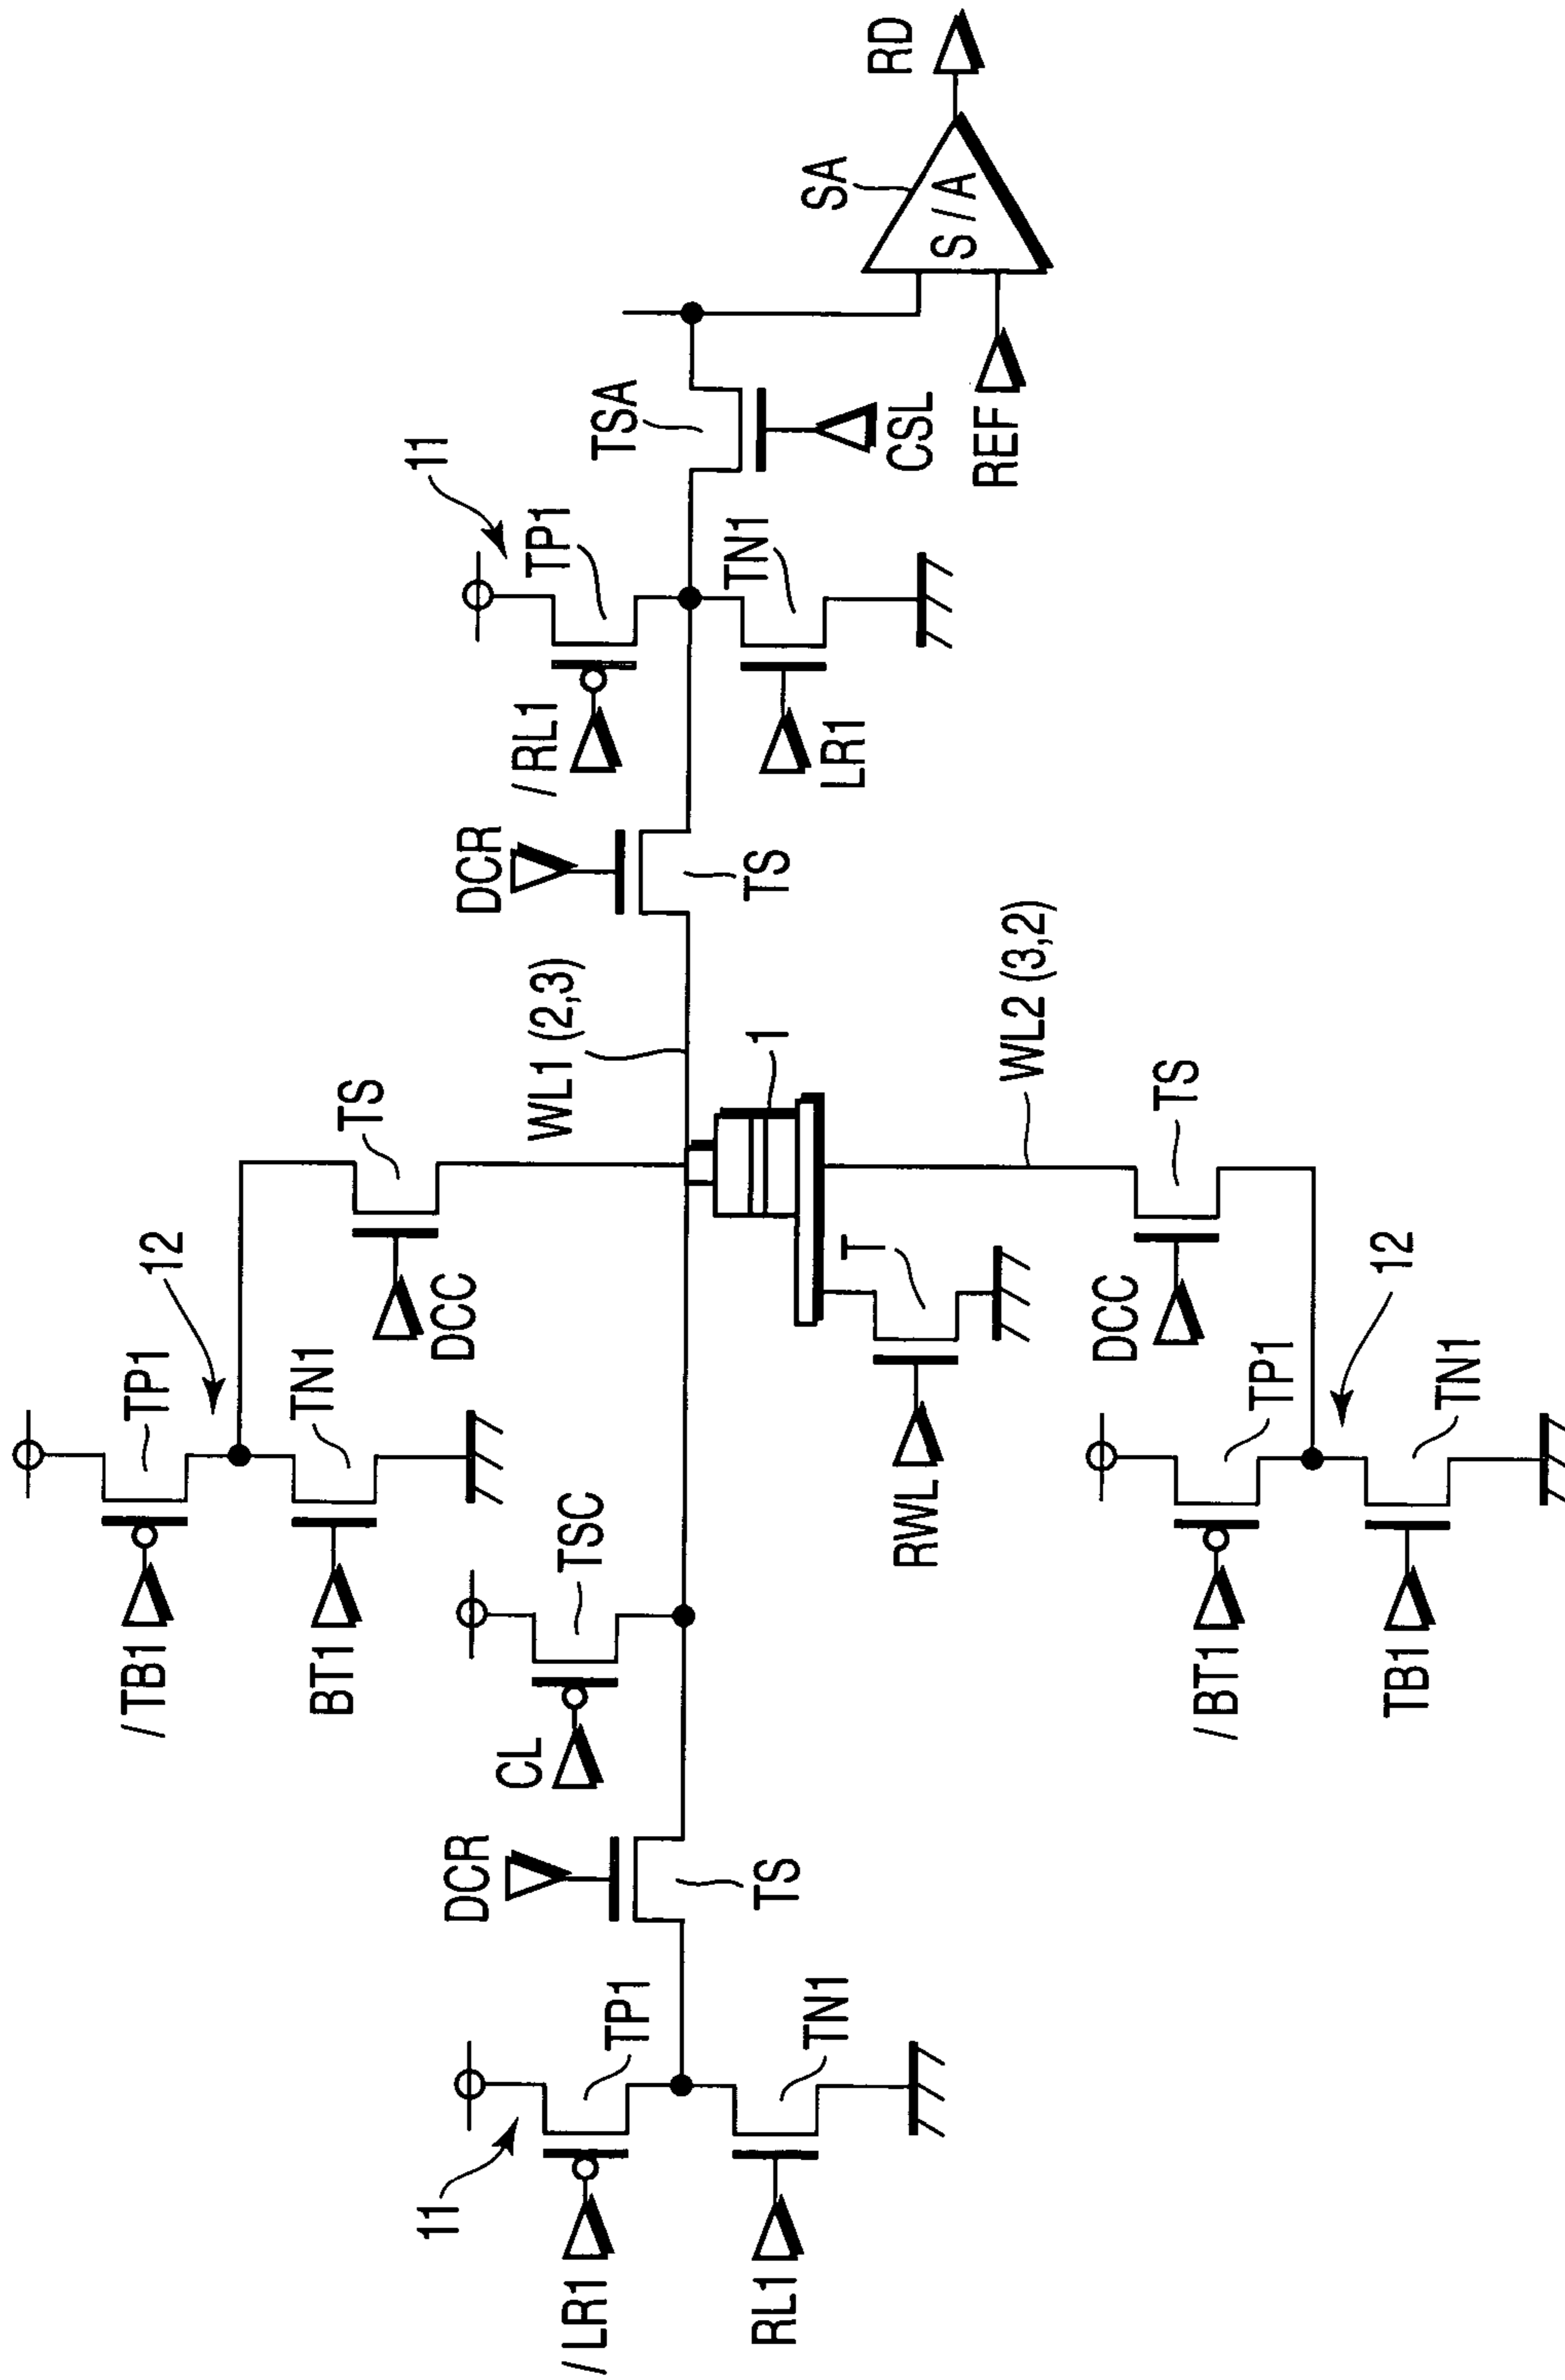 /TB1
TP1
12
BT1
TN1
DCC
TS
11
/LR1
TP1
RL1
TN1
DCR
TS
CL
TSC
WL1 (2,3)
DCR
TS
/RL1
TP1
11
LR1
TN1
TSA
CSL
SA
S/A
REF
RD
1
T
RWL
WL2 (3,2)
DCC
TS
/BT1
TP1
12
TB1
TN1